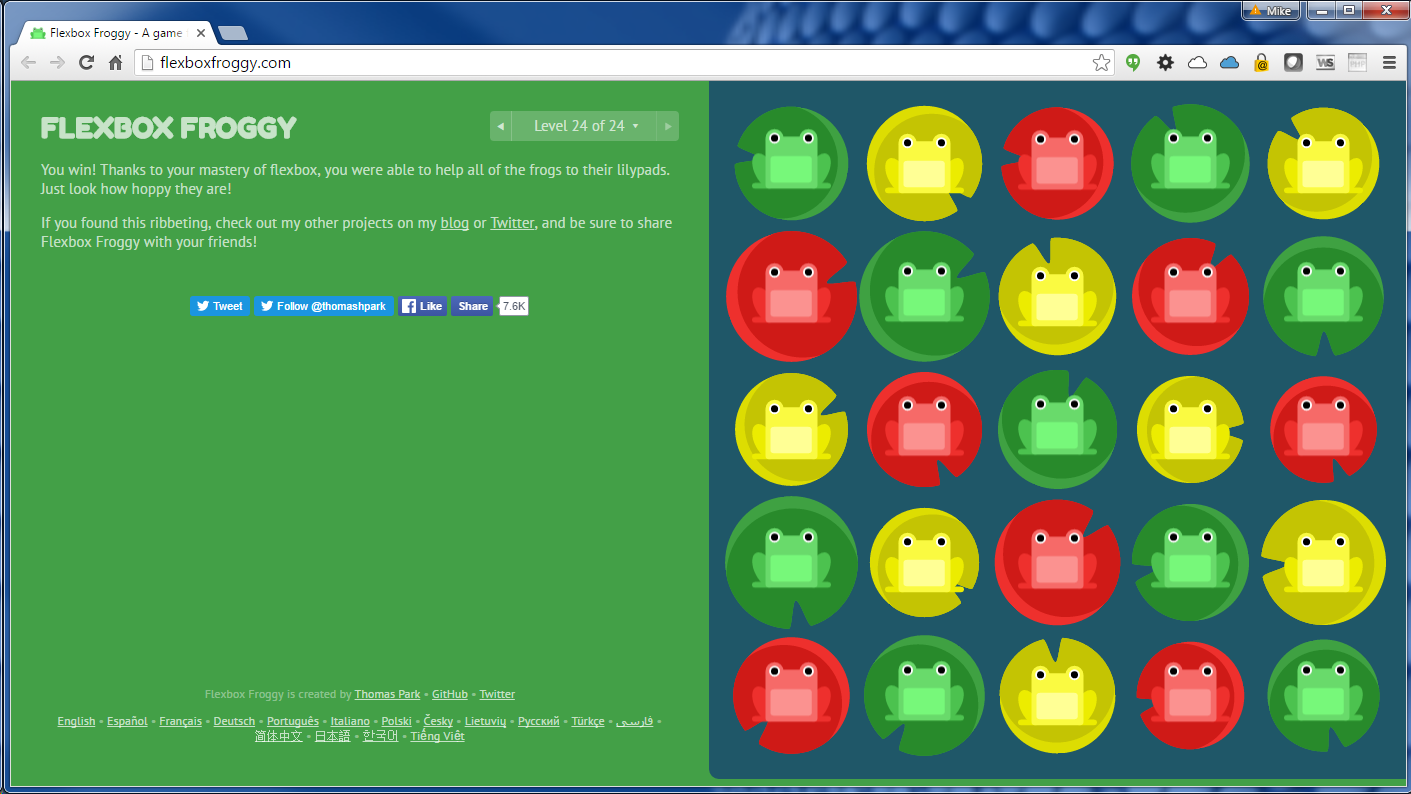 Mike
Flexbox Froggy - A game
flexboxfroggy.com
FLEXBOX FROGGY
Level 24 of 24
You win! Thanks to your mastery of flexbox, you were able to help all of the frogs to their lilypads.
Just look how hoppy they are!
If you found this ribbeting, check out my other projects on my blog or Twitter, and be sure to share
Flexbox Froggy with your friends!
Tweet Follow @thomashpark Like Share 7.6K
Flexbox Froggy is created by Thomas Park • GitHub • Twitter
English • Español • Français • Deutsch • Português • Italiano • Polski • Česky • Lietuvių • Русский • Türkçe • فارسی •
简体中文 • 日本語 • 한국어 • Tiếng Việt